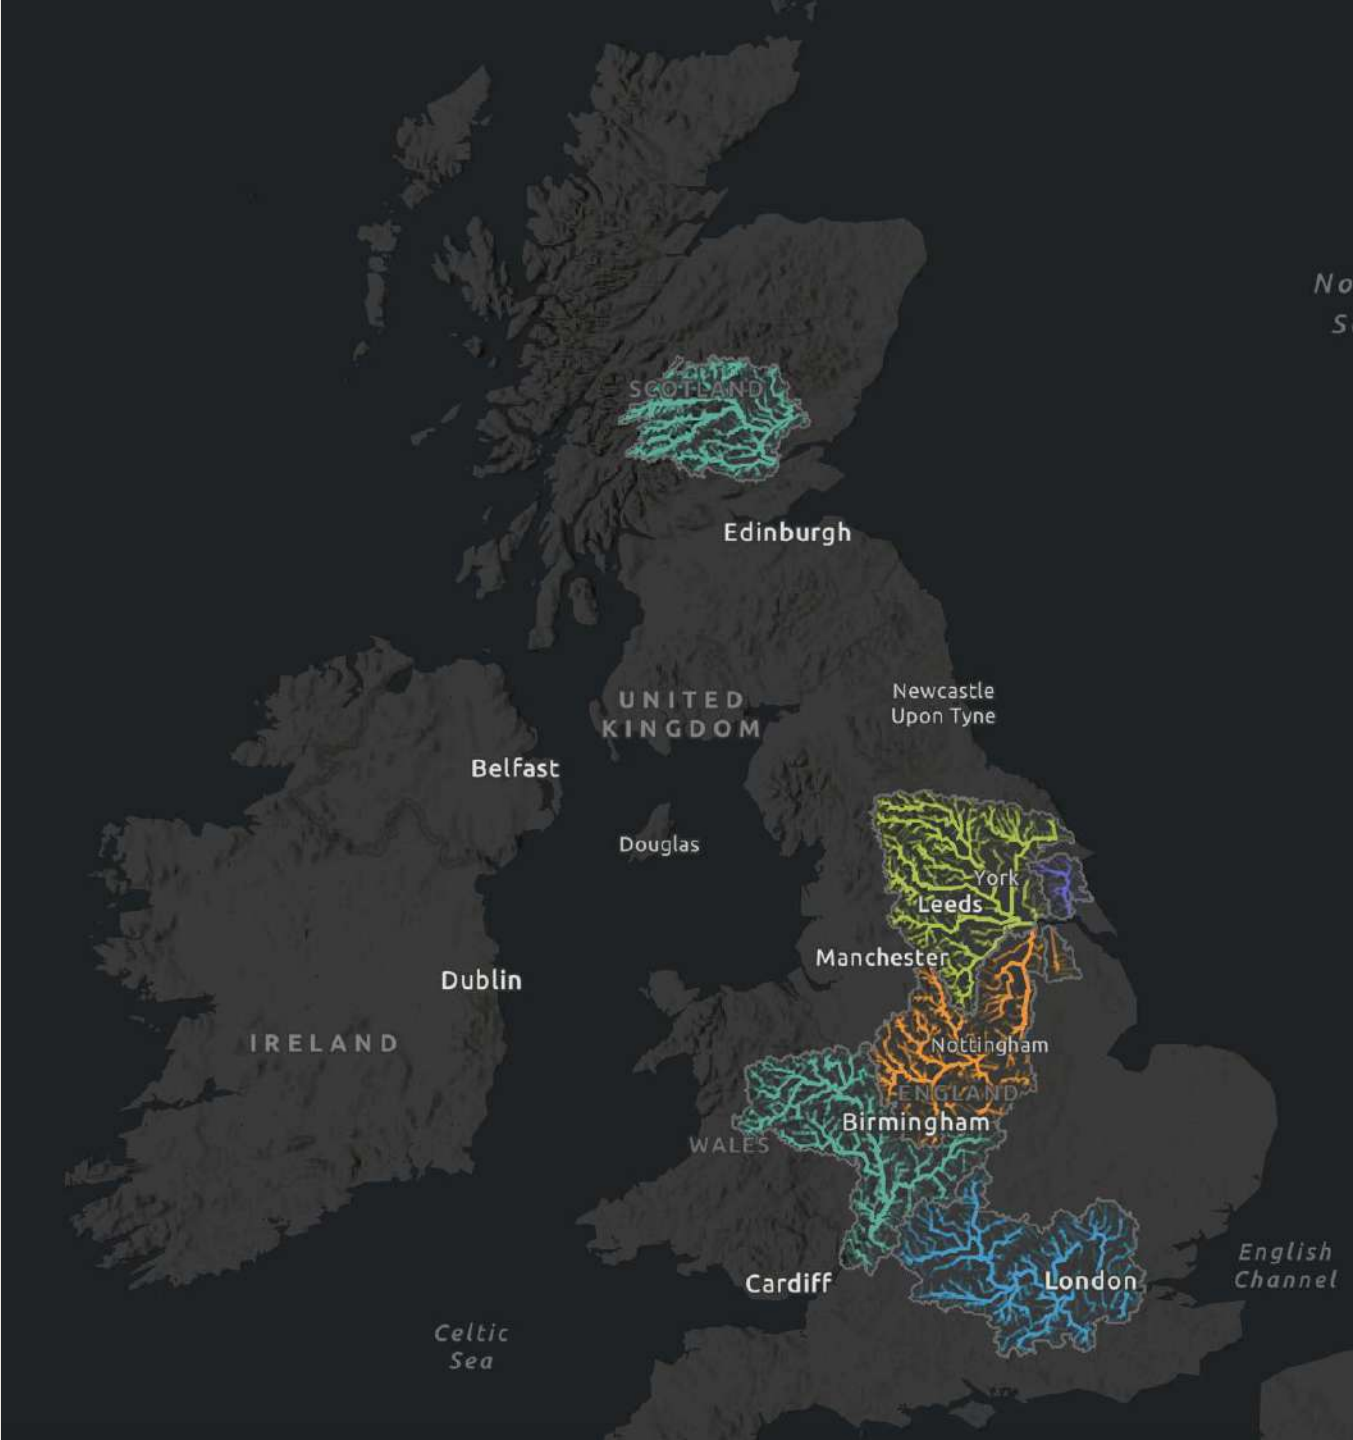 No
S
SCOTLAND
Edinburgh
UNITED
KINGDOM
Newcastle
Upon Tyne
Belfast
Douglas
York
Leeds
Manchester
Dublin
IRELAND
Nottingham
ENGLAND
Birmingham
WALES
English
Channel
London
Cardiff
Celtic
Sea